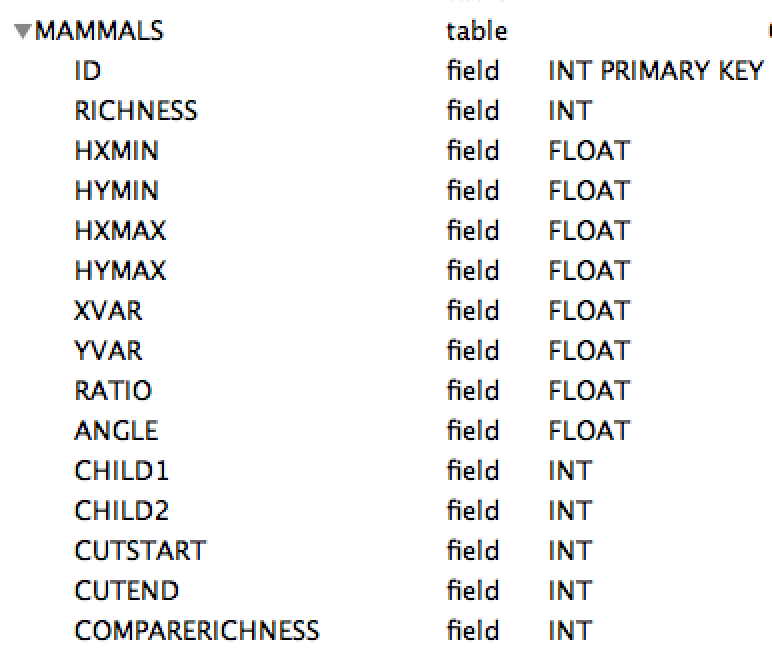 MAMMALS table
ID field INT PRIMARY KEY
RICHNESS field INT
HXMIN field FLOAT
HYMIN field FLOAT
HXMAX field FLOAT
HYMAX field FLOAT
XVAR field FLOAT
YVAR field FLOAT
RATIO field FLOAT
ANGLE field FLOAT
CHILD1 field INT
CHILD2 field INT
CUTSTART field INT
CUTEND field INT
COMPARERICHNESS field INT